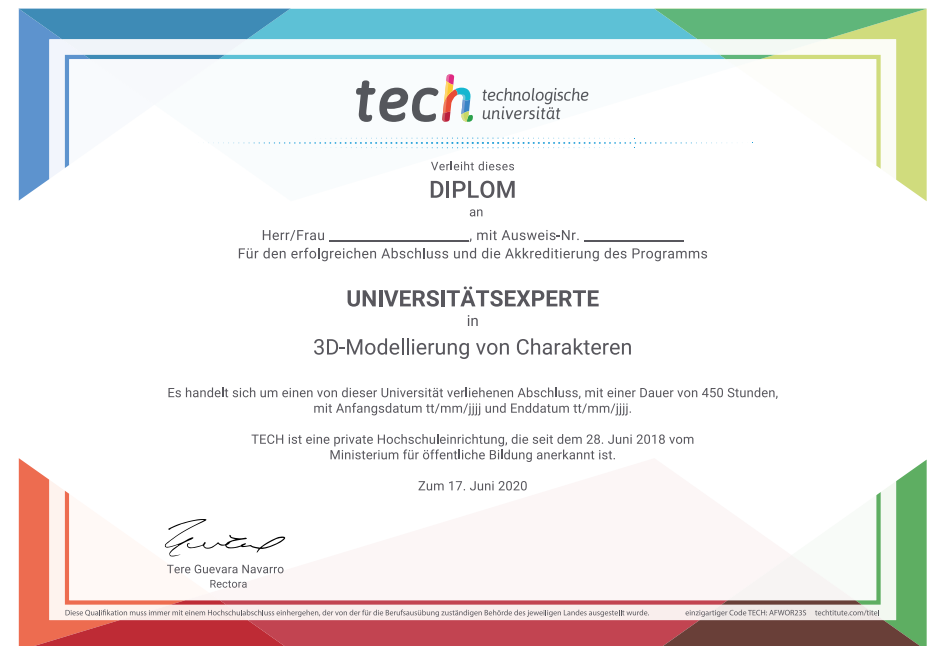 tech technologische
universität
Verleiht dieses
DIPLOM
an
Herr/Frau ____________, mit Ausweis-Nr. ____________
Für den erfolgreichen Abschluss und die Akkreditierung des Programms
UNIVERSITÄTSEXPERTE
in
3D-Modellierung von Charakteren
Es handelt sich um einen von dieser Universität verliehenen Abschluss, mit einer Dauer von 450 Stunden,
mit Anfangsdatum tt/mm/jjjj und Enddatum tt/mm/jjjj.
TECH ist eine private Hochschuleinrichtung, die seit dem 28. Juni 2018 vom
Ministerium für öffentliche Bildung anerkannt ist.
Zum 17. Juni 2020
Tere Guevara Navarro
Rectora
Diese Qualifikation muss immer mit einem Hochschulabschluss einhergehen, der von der für die Berufsausübung zuständigen Behörde des jeweiligen Landes ausgestellt wurde. einzigartiger Code TECH: AFWOR23S techtitute.com/titel